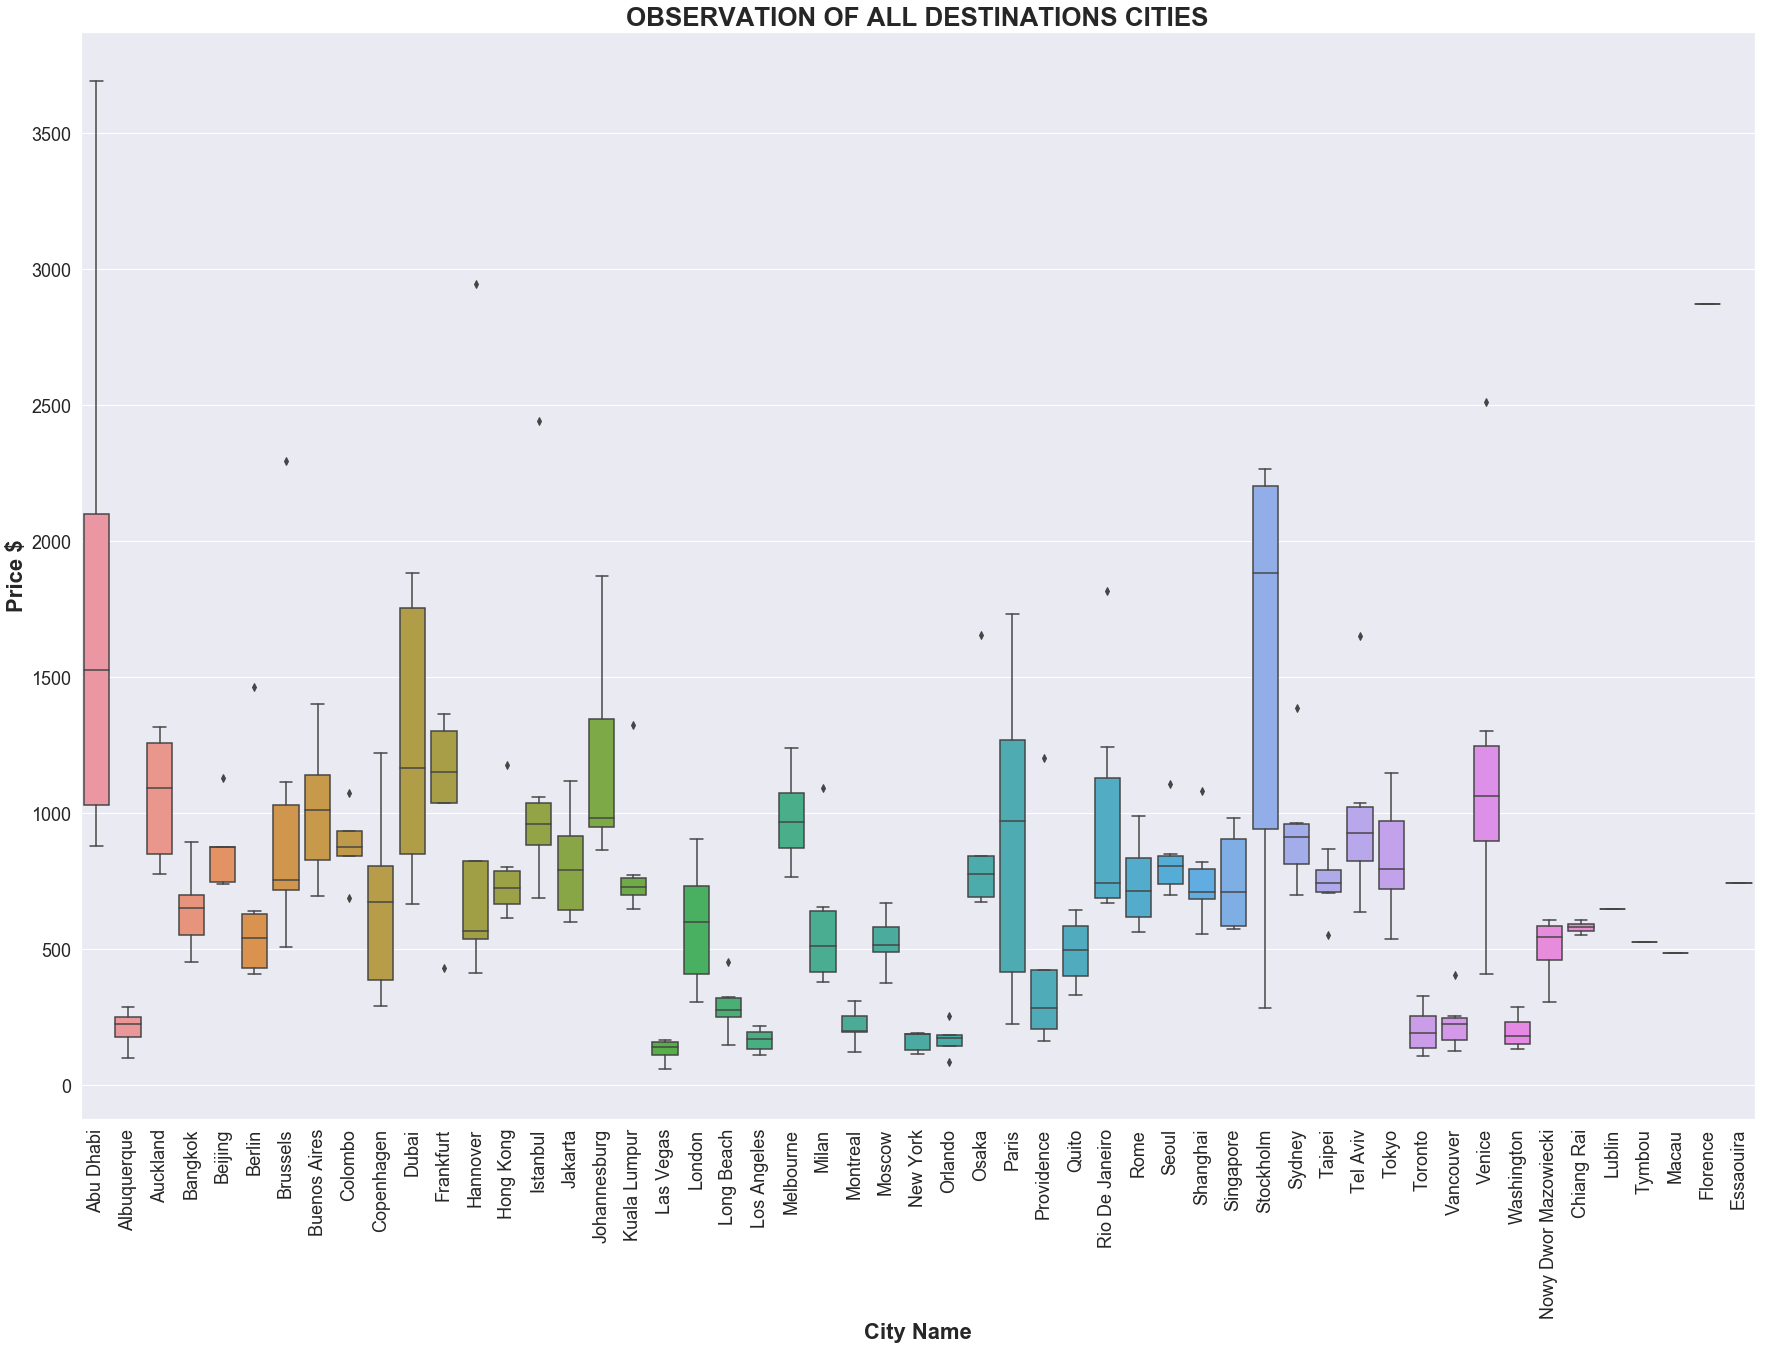 OBSERVATION OF ALL DESTINATIONS CITIES
Price $
3500
3000
2500
2000
1500
1000
500
0
Abu Dhabi
Albuquerque
Auckland
Bangkok
Beijing
Berlin
Brussels
Buenos Aires
Colombo
Copenhagen
Dubai
Frankfurt
Hannover
Hong Kong
Istanbul
Jakarta
Johannesburg
Kuala Lumpur
Las Vegas
London
Long Beach
Los Angeles
Melbourne
Milan
Montreal
Moscow
New York
Orlando
Osaka
Paris
Providence
Quito
Rio De Janeiro
Rome
Seoul
Shanghai
Singapore
Stockholm
Sydney
Taipei
Tel Aviv
Tokyo
Toronto
Vancouver
Venice
Washington
Nowy Dwor Mazowiecki
Chiang Rai
Lublin
Tymbou
Macau
Florence
Essaouira
City Name